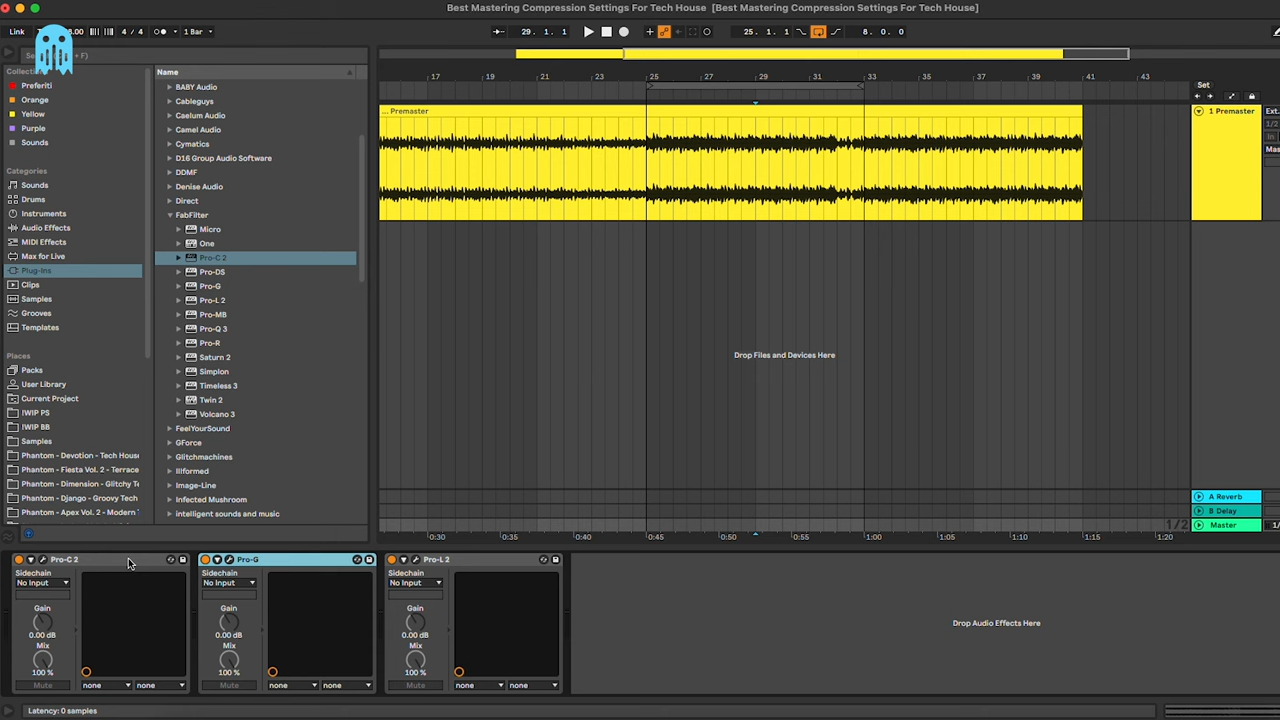 Best Mastering Compression Settings For Tech House [Best Mastering Compression Settings For Tech House]
Link
4 / 4
1 Bar
29. 1. 1
25. 1. 1
8. 0. 0
Preferiti
Orange
Yellow
Purple
Sounds
Categories
Sounds
Drums
Instruments
Audio Effects
MIDI Effects
Max for Live
Plug-Ins
Clips
Samples
Grooves
Templates
Places
Packs
User Library
Current Project
IWIP PS
IWIP BB
Samples
Phantom - Devotion - Tech Hous
Phantom - Fiesta Vol. 2 - Terrace
Phantom - Dimension - Glitchy Te
Phantom - Django - Groovy Tech
Phantom - Apex Vol. 2 - Modern
Name
BABY Audio
Cableguys
Caelum Audio
Camel Audio
Cymatics
D16 Group Audio Software
DDMF
Denise Audio
Direct
FabFilter
Micro
One
Pro-C 2
Pro-DS
Pro-G
Pro-L 2
Pro-MB
Pro-Q 3
Pro-R
Saturn 2
Simplon
Timeless 3
Twin 2
Volcano 3
FeelYourSound
GForce
Glitchmachines
Illformed
Image-Line
Infected Mushroom
intelligent sounds and music
17 19 21 23 25 27 29 31 33 35 37 39 41 43
... Premaster
Set
1 Premaster
Ext.
1/2
In
Mas
Drop Files and Devices Here
A Reverb
B Delay
1/2
Master
1/
0:30 0:35 0:40 0:45 0:50 0:55 1:00 1:05 1:10 1:15 1:20
Pro-C 2
Sidechain
No Input
Gain
0.00 dB
Mix
100 %
Mute
none none
Pro-G
Sidechain
No Input
Gain
0.00 dB
Mix
100 %
Mute
none none
Pro-L 2
Sidechain
No Input
Gain
0.00 dB
Mix
100 %
Mute
none none
Drop Audio Effects Here
Latency: 0 samples